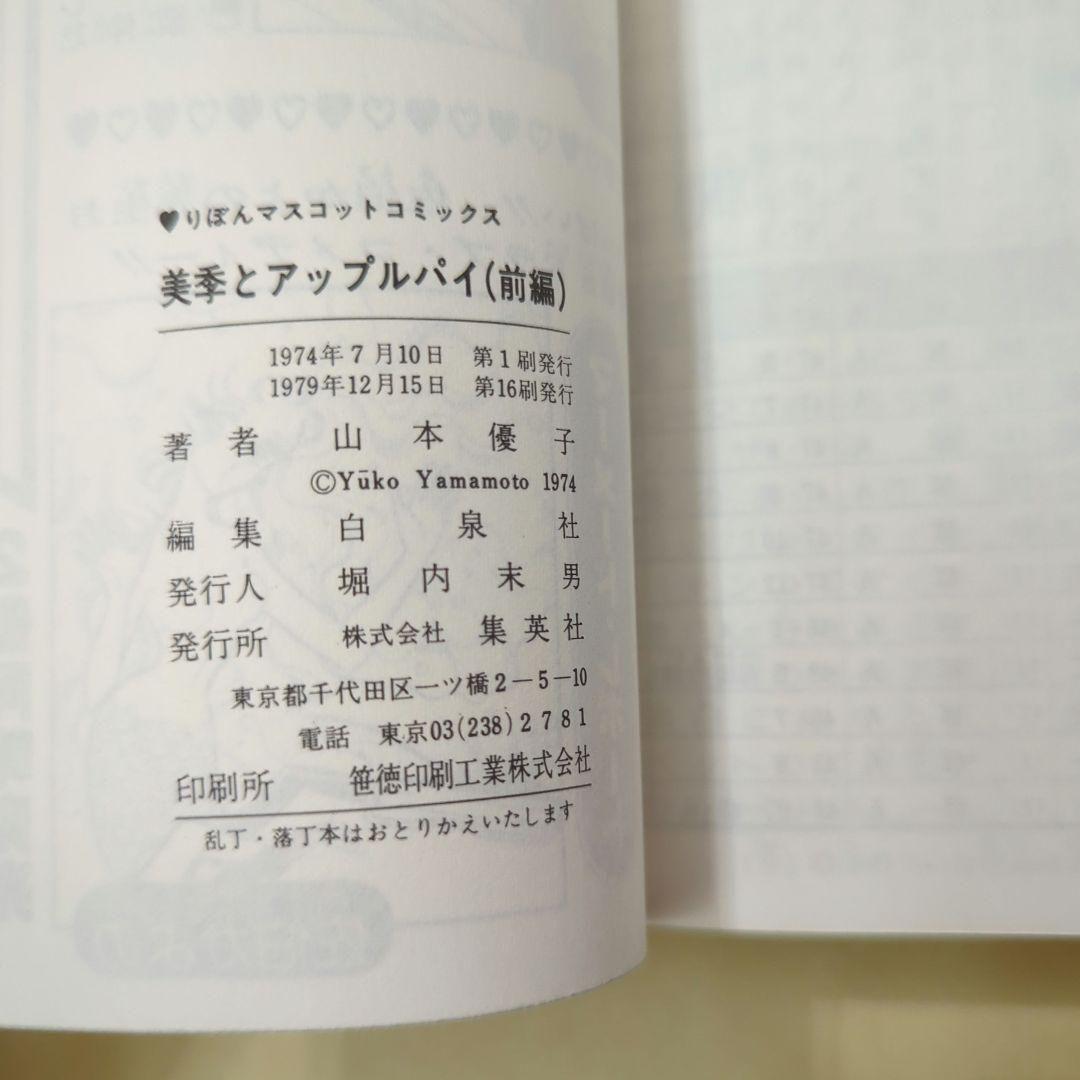 ♥りぼんマスコットコミックス
美季とアップルパイ(前編)
1974年7月10日 第1刷発行
1979年12月15日 第16刷発行
著者 山本優子
©Yūko Yamamoto 1974
編集 白泉社
発行人 堀内末男
発行所 株式会社 集英社
東京都千代田区一ツ橋2-5-10
電話 東京03(238)2781
印刷所 笹徳印刷工業株式会社
乱丁・落丁本はおとりかえいたします